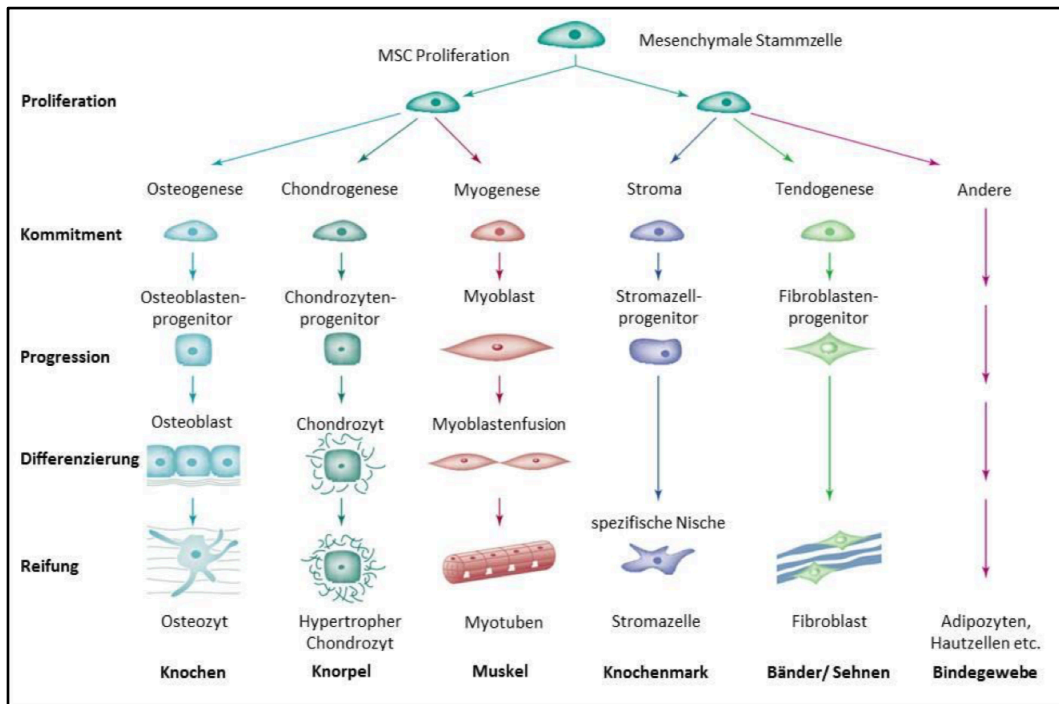 Mesenchymale Stammzelle
MSC Proliferation
Proliferation
Osteogenese
Chondrogenese
Myogenese
Stroma
Tendogenese
Andere
Kommitment
Osteoblasten-
progenitor
Chondrozyten-
progenitor
Myoblast
Stromazell-
progenitor
Fibroblasten-
progenitor
Progression
Osteoblast
Chondrozyt
Myoblastenfusion
Differenzierung
spezifische Nische
Reifung
Osteozyt
Hypertropher
Chondrozyt
Myotuben
Stromazelle
Fibroblast
Adipozyten,
Hautzellen etc.
Knochen
Knorpel
Muskel
Knochenmark
Bänder/ Sehnen
Bindegewebe